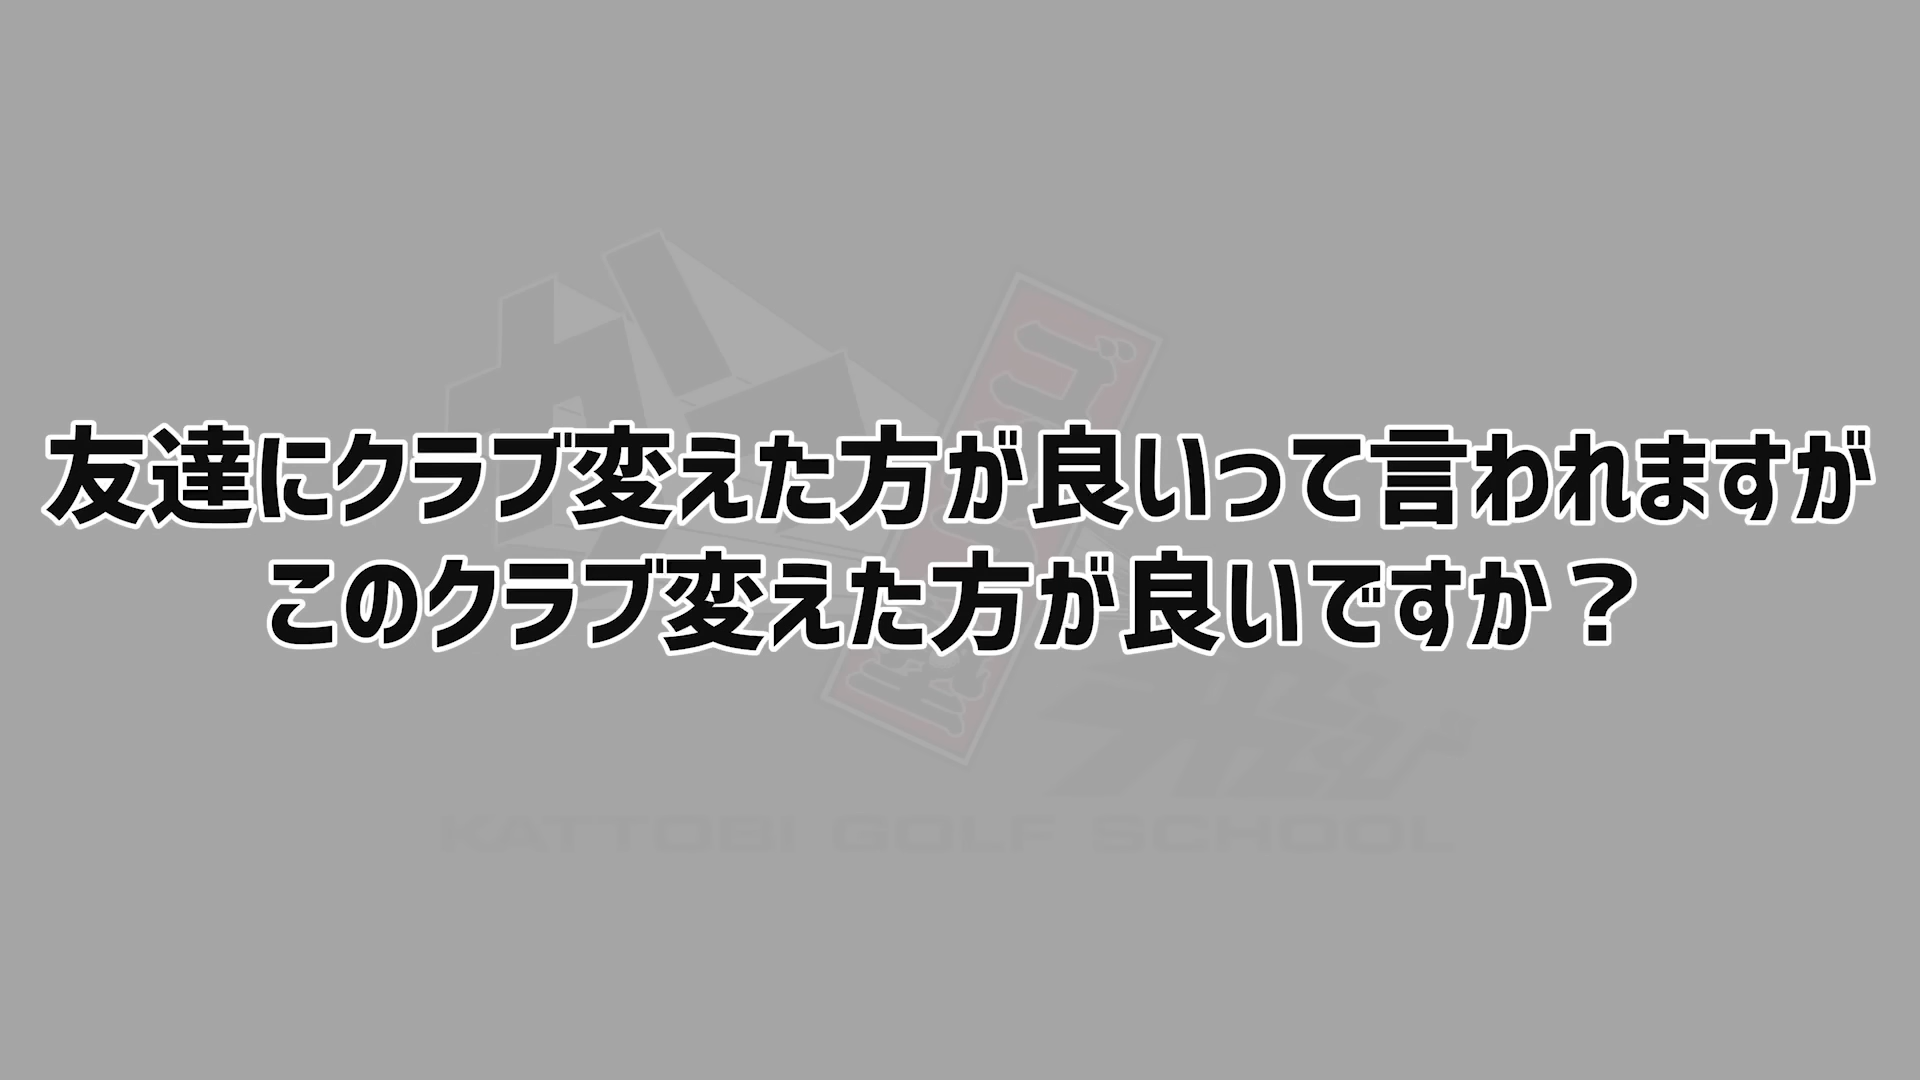 友達にクラブ変えた方が良いって言われますが
このクラブ変えた方が良いですか？
KATTOBI GOLF SCHOOL